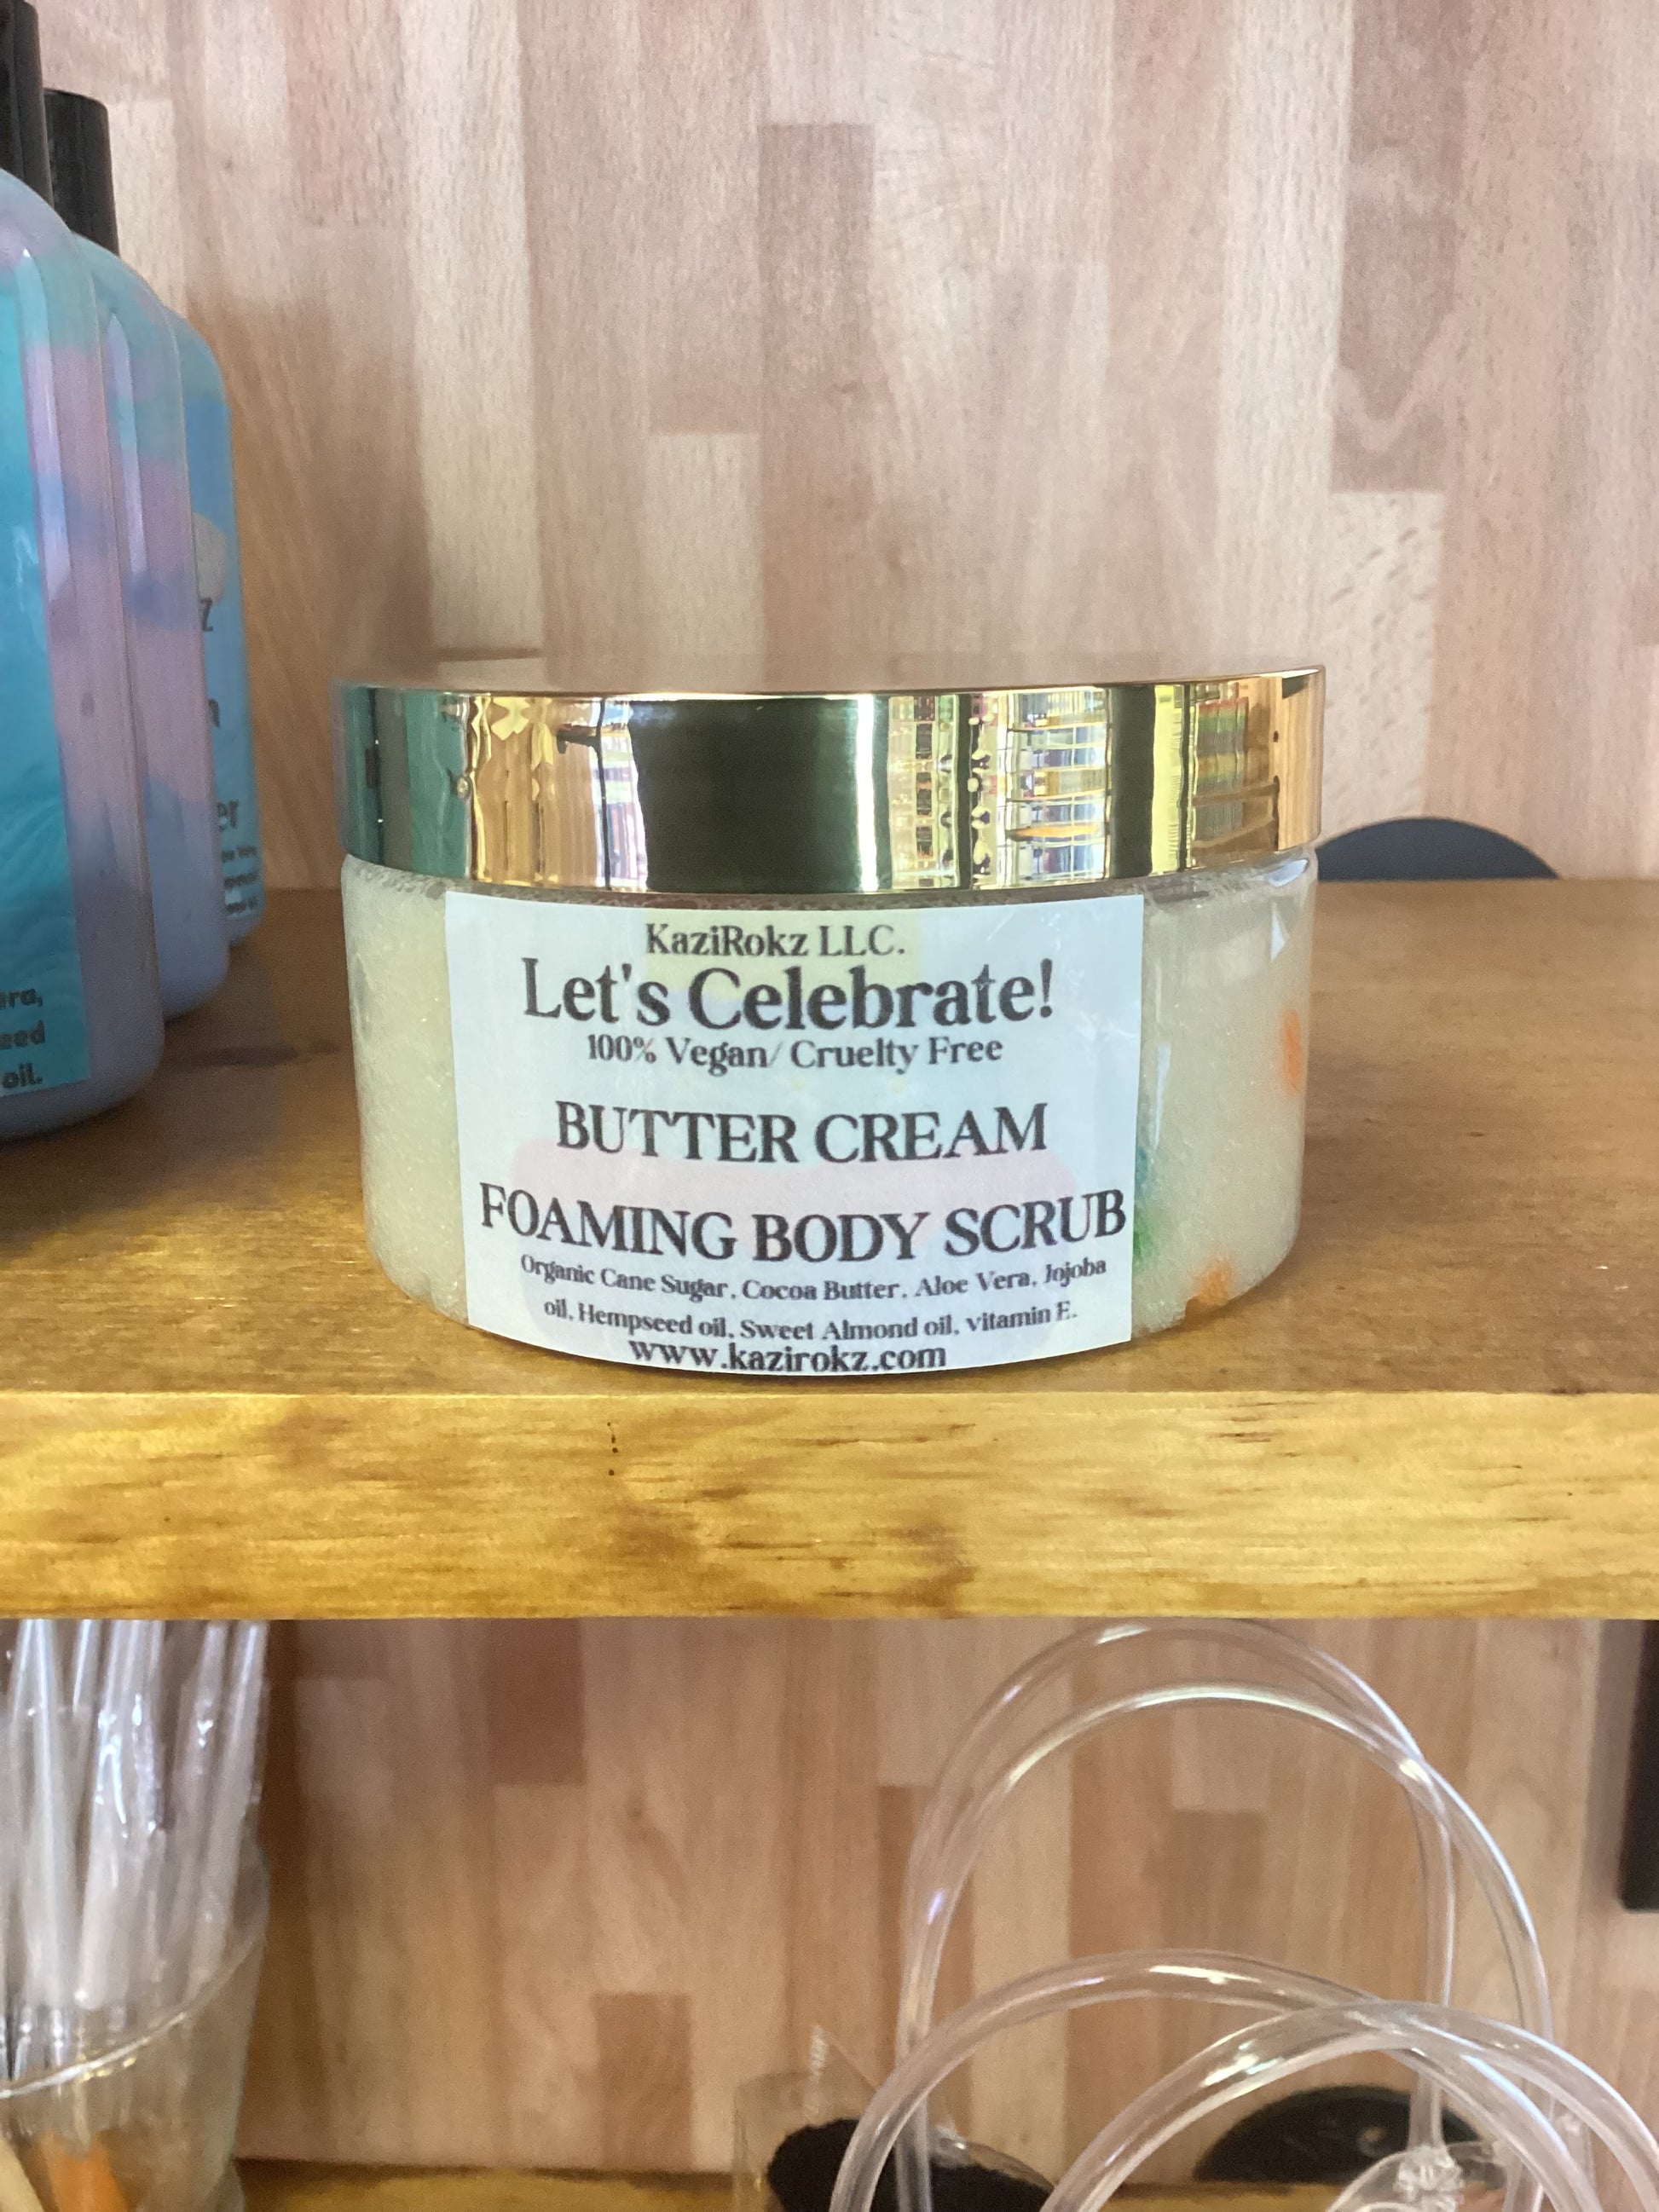 KaziRokz LLC.
Let's Celebrate!
100% Vegan/ Cruelty Free
BUTTER CREAM
FOAMING BODY SCRUB
Organic Cane Sugar, Cocoa Butter, Aloe Vera, Jojoba
oil, Hempseed oil, Sweet Almond oil, vitamin E.
www.kazirokz.com
oil.